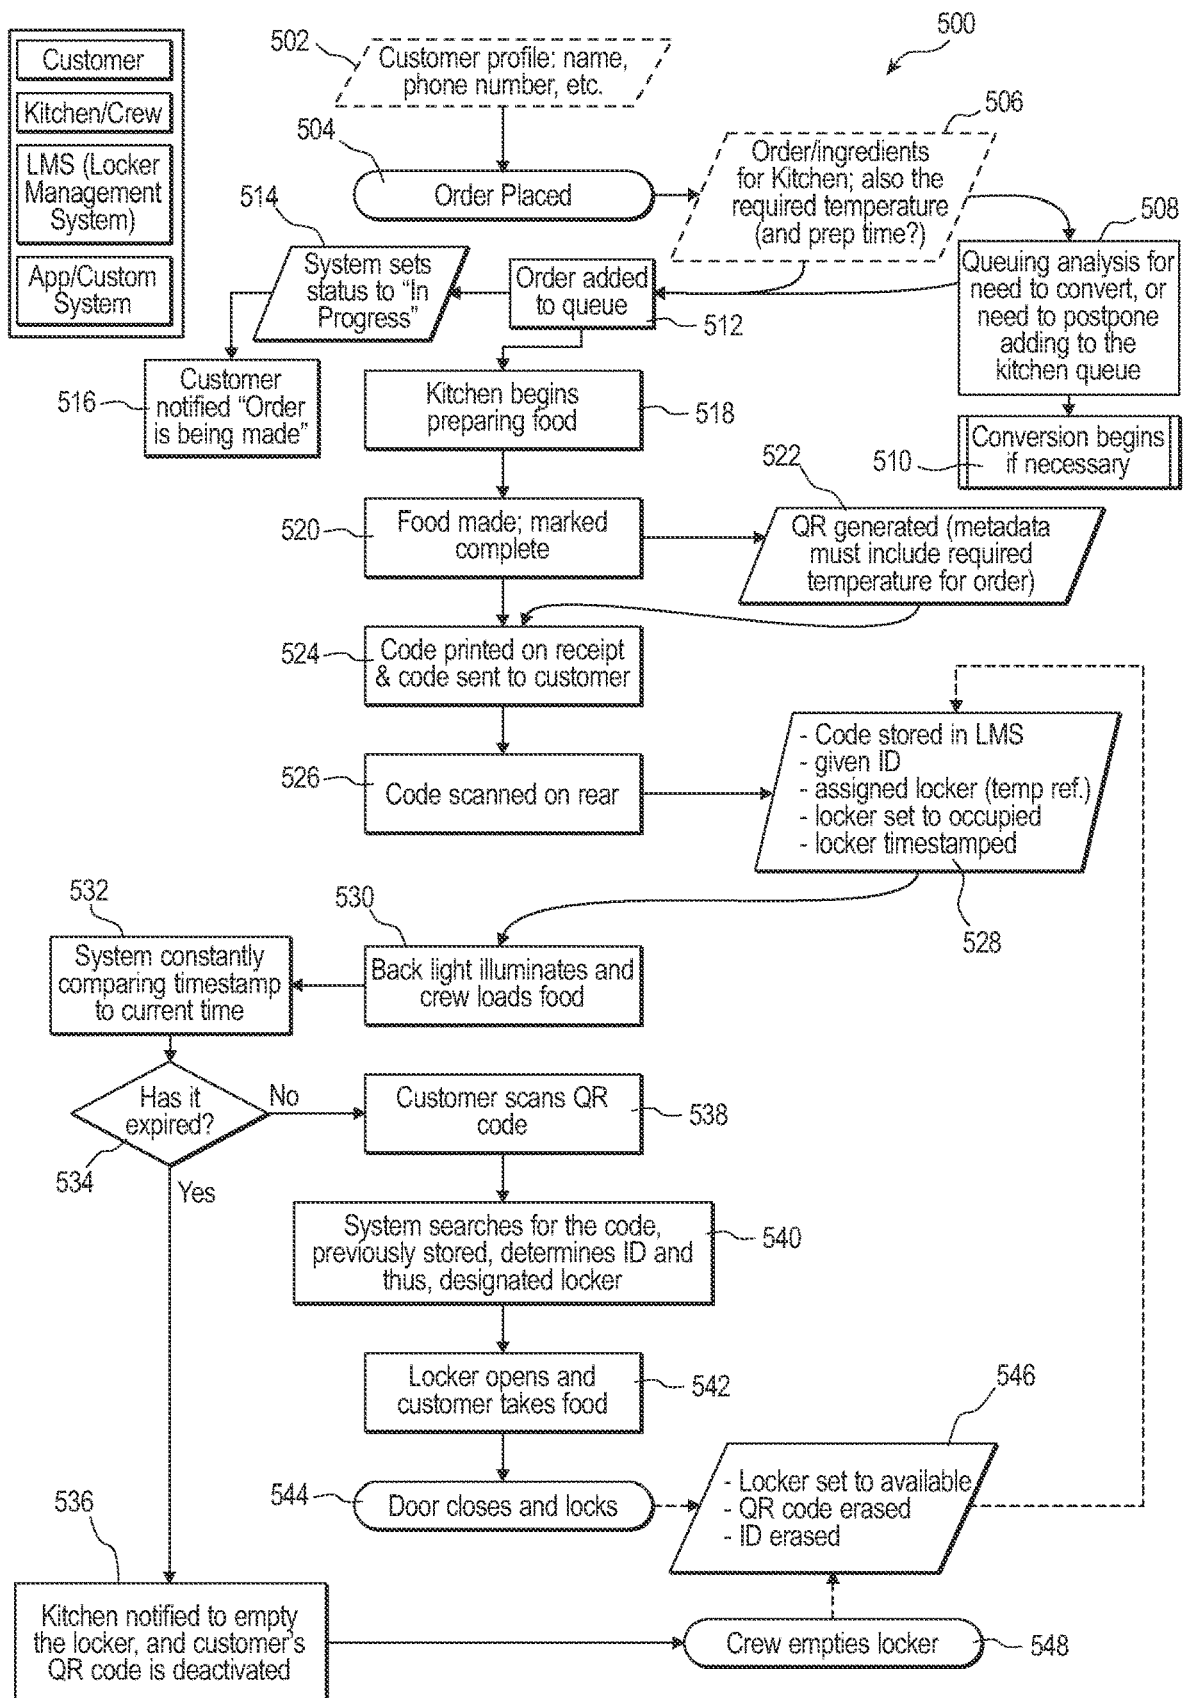 500
Customer
Kitchen/Crew
LMS (Locker
Management
System)
App/Custom
System
502
Customer profile: name,
phone number, etc.
504
Order Placed
506
Order/ingredients
for Kitchen; also the
required temperature
(and prep time?)
508
Queuing analysis for
need to convert, or
need to postpone
adding to the
kitchen queue
510
Conversion begins
if necessary
Order added
to queue
512
514
System sets
status to “In
Progress”
516
Customer
notified “Order
is being made”
Kitchen begins
preparing food
518
520
Food made; marked
complete
522
QR generated (metadata
must include required
temperature for order)
524
Code printed on receipt
& code sent to customer
526
Code scanned on rear
- Code stored in LMS
- given ID
- assigned locker (temp ref.)
- locker set to occupied
- locker timestamped
528
530
Back light illuminates and
crew loads food
532
System constantly
comparing timestamp
to current time
Has it
expired?
534
No
Yes
Customer scans QR
code
538
System searches for the code,
previously stored, determines ID and
thus, designated locker
540
Locker opens and
customer takes food
542
544
Door closes and locks
546
- Locker set to available
- QR code erased
- ID erased
536
Kitchen notified to empty
the locker, and customer’s
QR code is deactivated
Crew empties locker
548